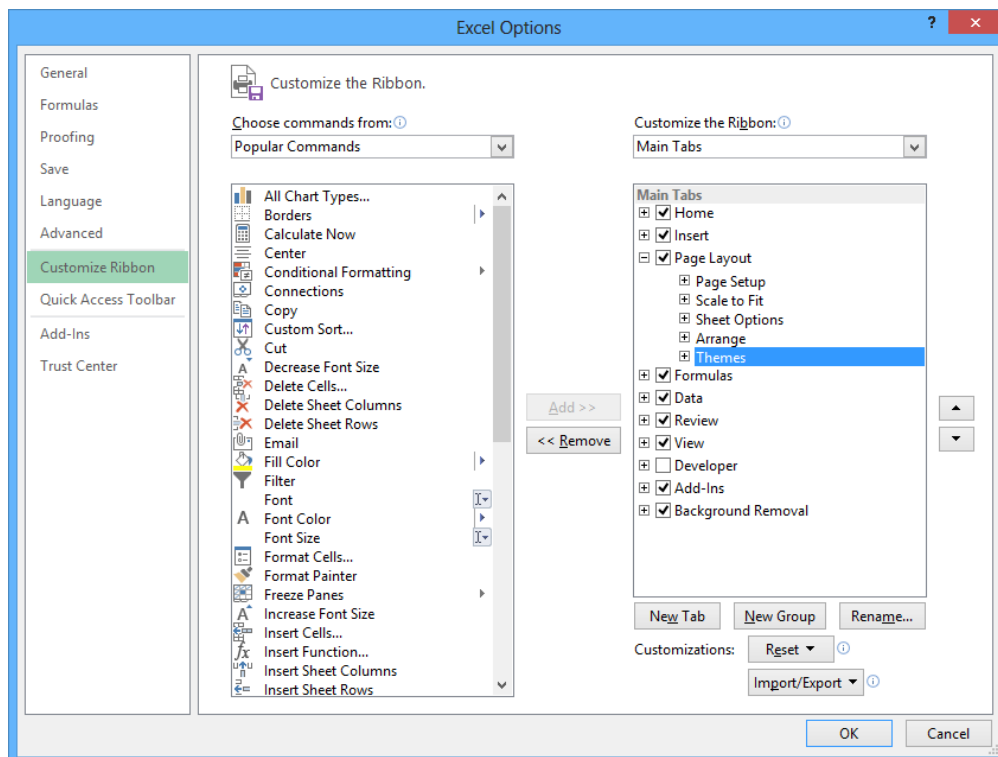 Excel Options
?
×
General
Formulas
Proofing
Save
Language
Advanced
Customize Ribbon
Quick Access Toolbar
Add-Ins
Trust Center
Customize the Ribbon.
Choose commands from:
Popular Commands
All Chart Types...
Borders
Calculate Now
Center
Conditional Formatting
Connections
Copy
Custom Sort...
Cut
Decrease Font Size
Delete Cells...
Delete Sheet Columns
Delete Sheet Rows
Email
Fill Color
Filter
Font
Font Color
Font Size
Format Cells...
Format Painter
Freeze Panes
Increase Font Size
Insert Cells...
Insert Function...
Insert Sheet Columns
Insert Sheet Rows
Add >>
<< Remove
Customize the Ribbon:
Main Tabs
Main Tabs
Home
Insert
Page Layout
Page Setup
Scale to Fit
Sheet Options
Arrange
Themes
Formulas
Data
Review
View
Developer
Add-Ins
Background Removal
New Tab
New Group
Rename...
Customizations:
Reset
Import/Export
OK
Cancel